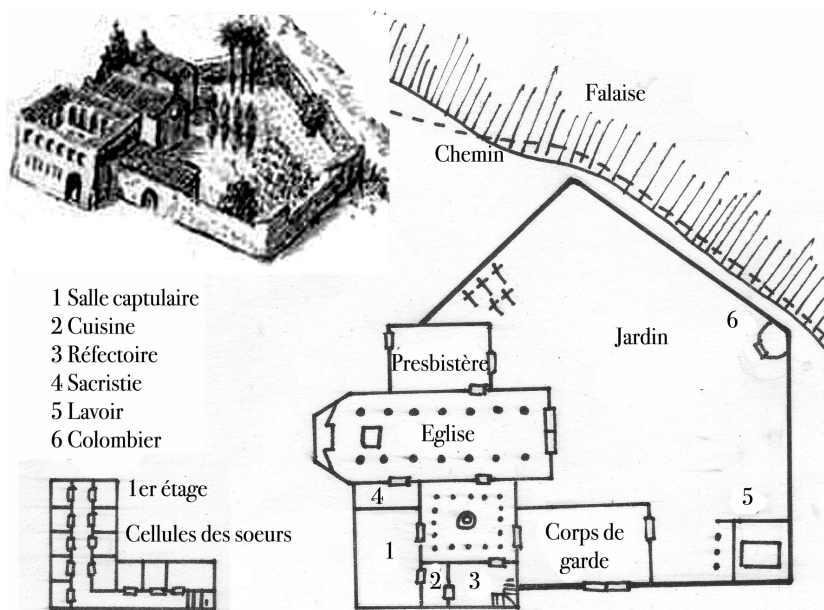 Falaise
Chemin
1 Salle captulaire
2 Cuisine
3 Réfectoire
4 Sacristie
5 Lavoir
6 Colombier
6
Jardin
Presbistère
Eglise
1er étage
Cellules des soeurs
4
5
1
Corps de
garde
2
3